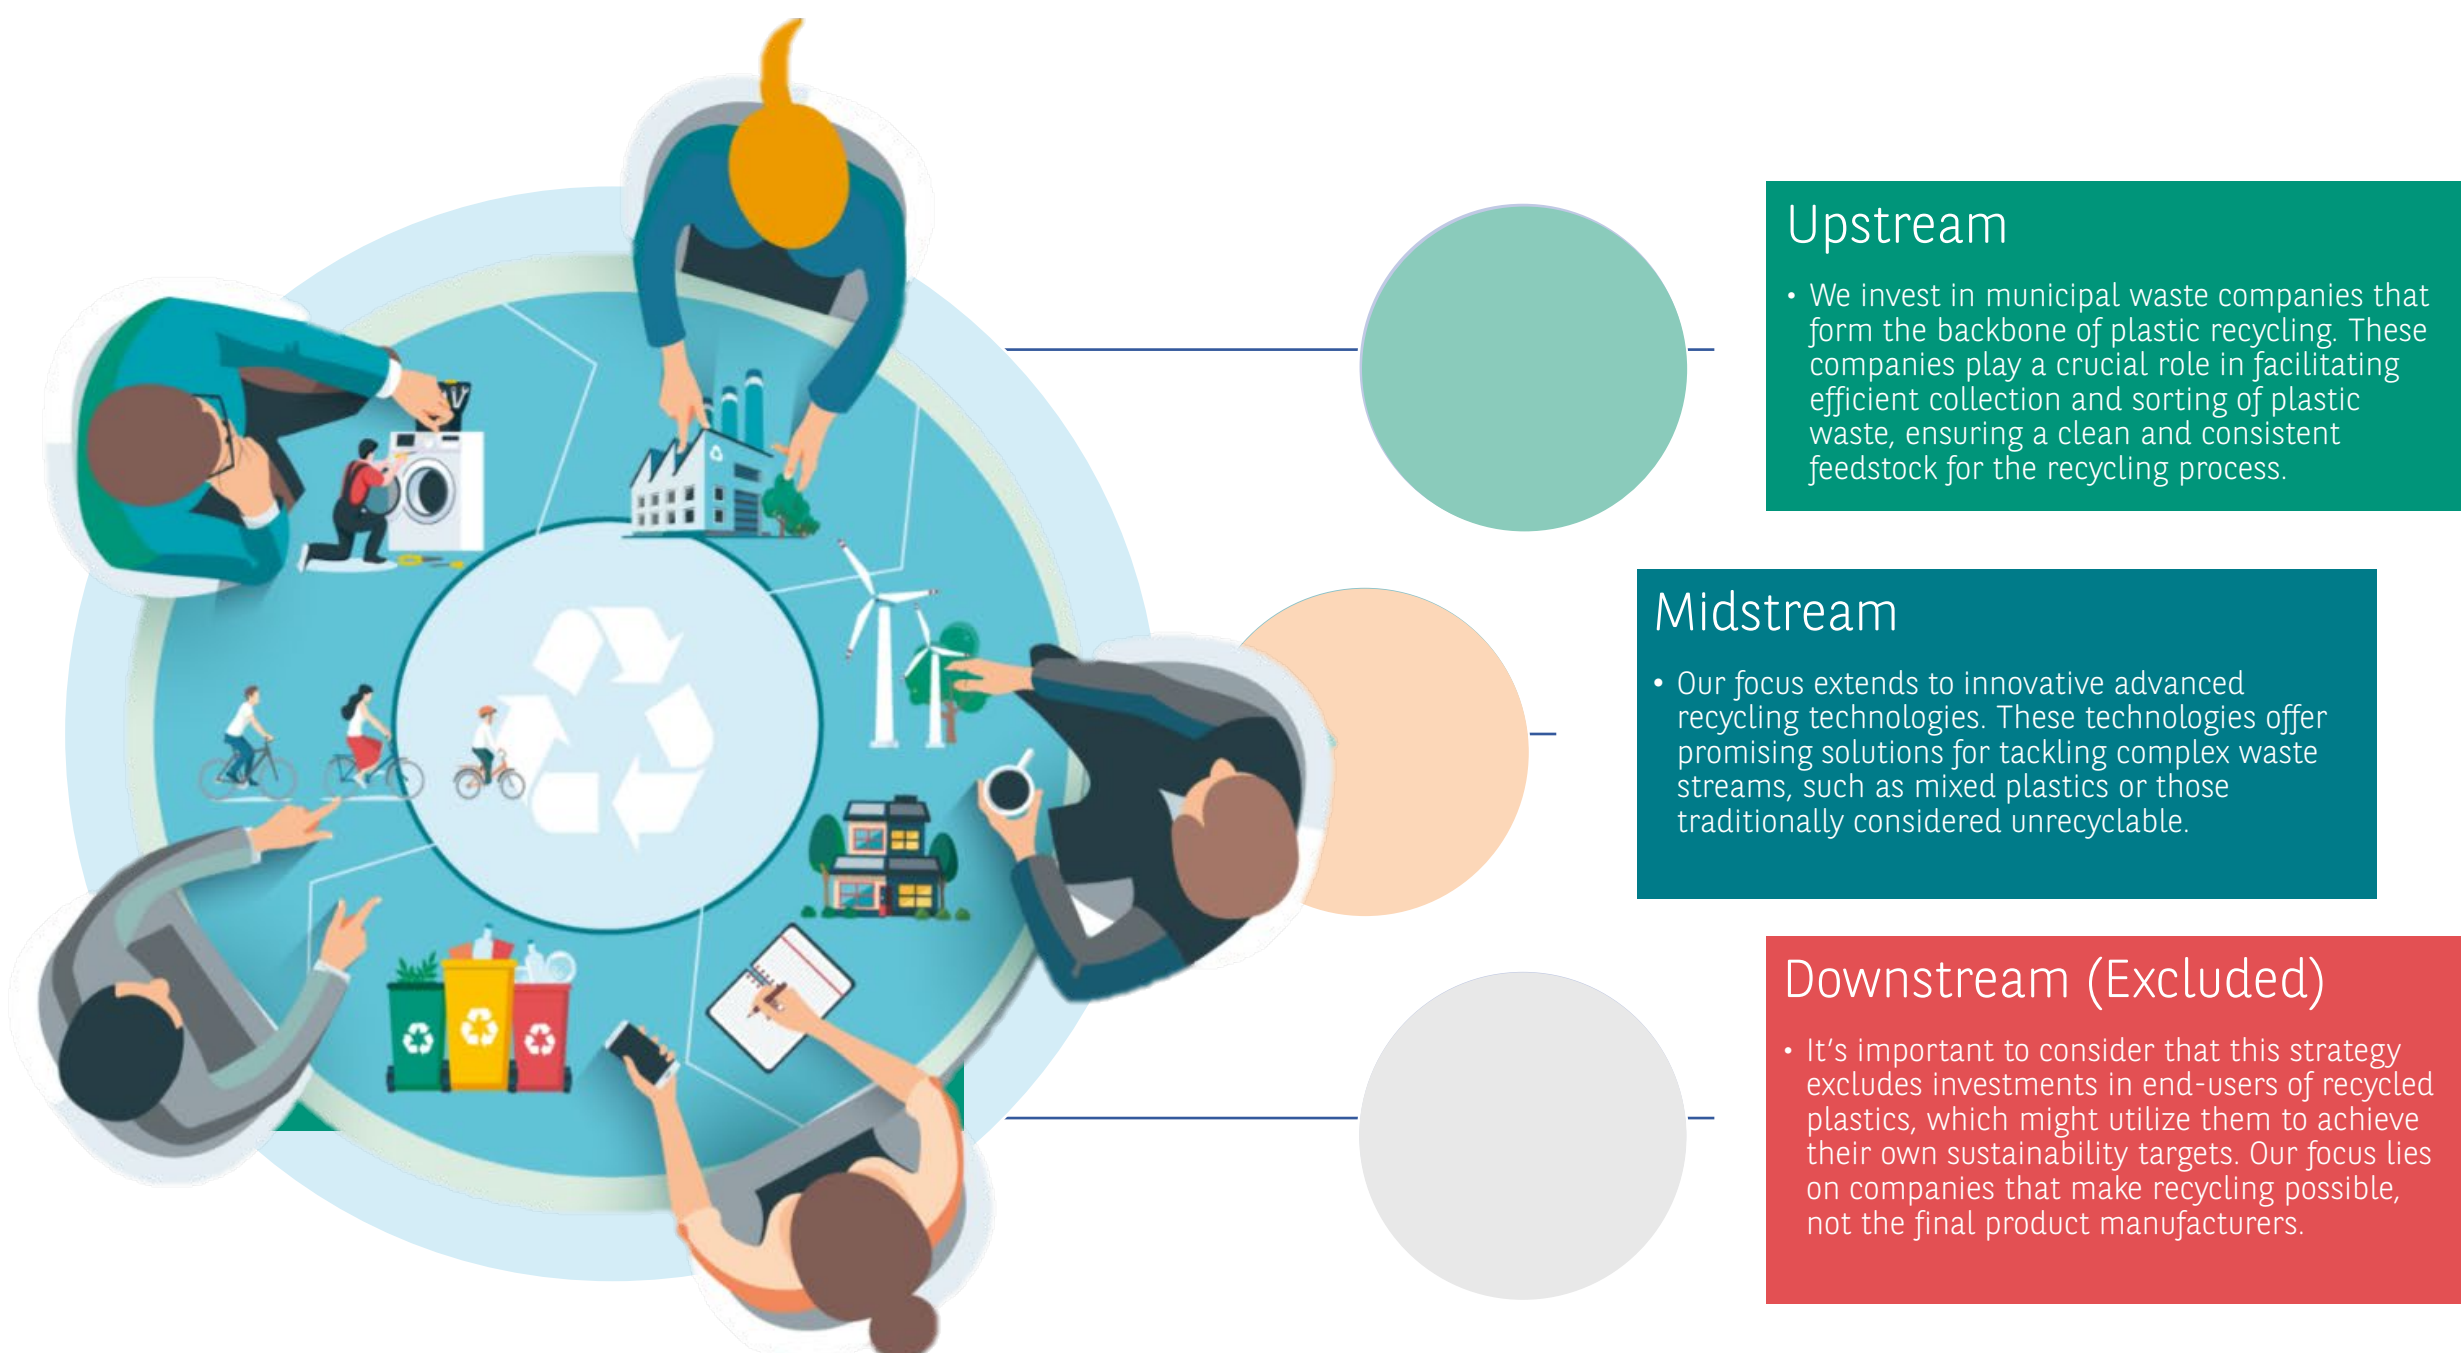 Upstream
• We invest in municipal waste companies that
form the backbone of plastic recycling. These
companies play a crucial role in facilitating
efficient collection and sorting of plastic
waste, ensuring a clean and consistent
feedstock for the recycling process.
Midstream
• Our focus extends to innovative advanced
recycling technologies. These technologies offer
promising solutions for tackling complex waste
streams, such as mixed plastics or those
traditionally considered unrecyclable.
Downstream (Excluded)
• It's important to consider that this strategy
excludes investments in end-users of recycled
plastics, which might utilize them to achieve
their own sustainability targets. Our focus lies
on companies that make recycling possible,
not the final product manufacturers.